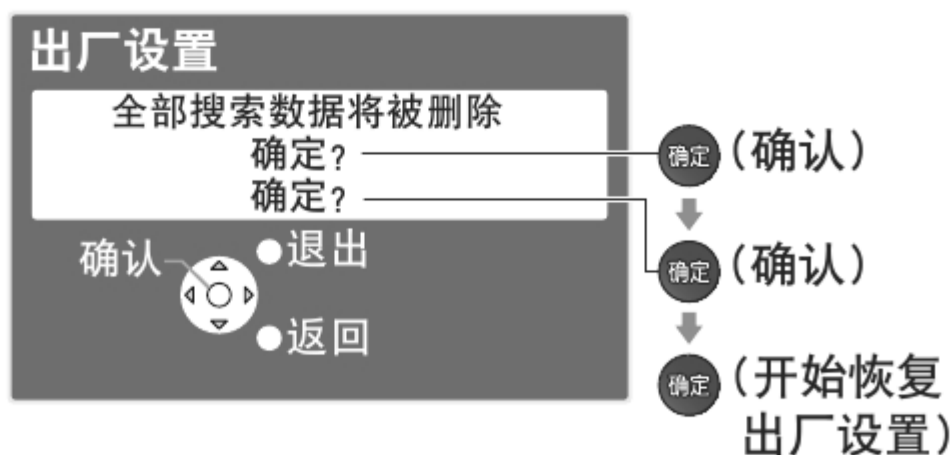 出厂设置
全部搜索数据将被删除
确定?
确定?
确认
退出
返回
确定
(确认)
确定
(确认)
确定
(开始恢复
出厂设置)